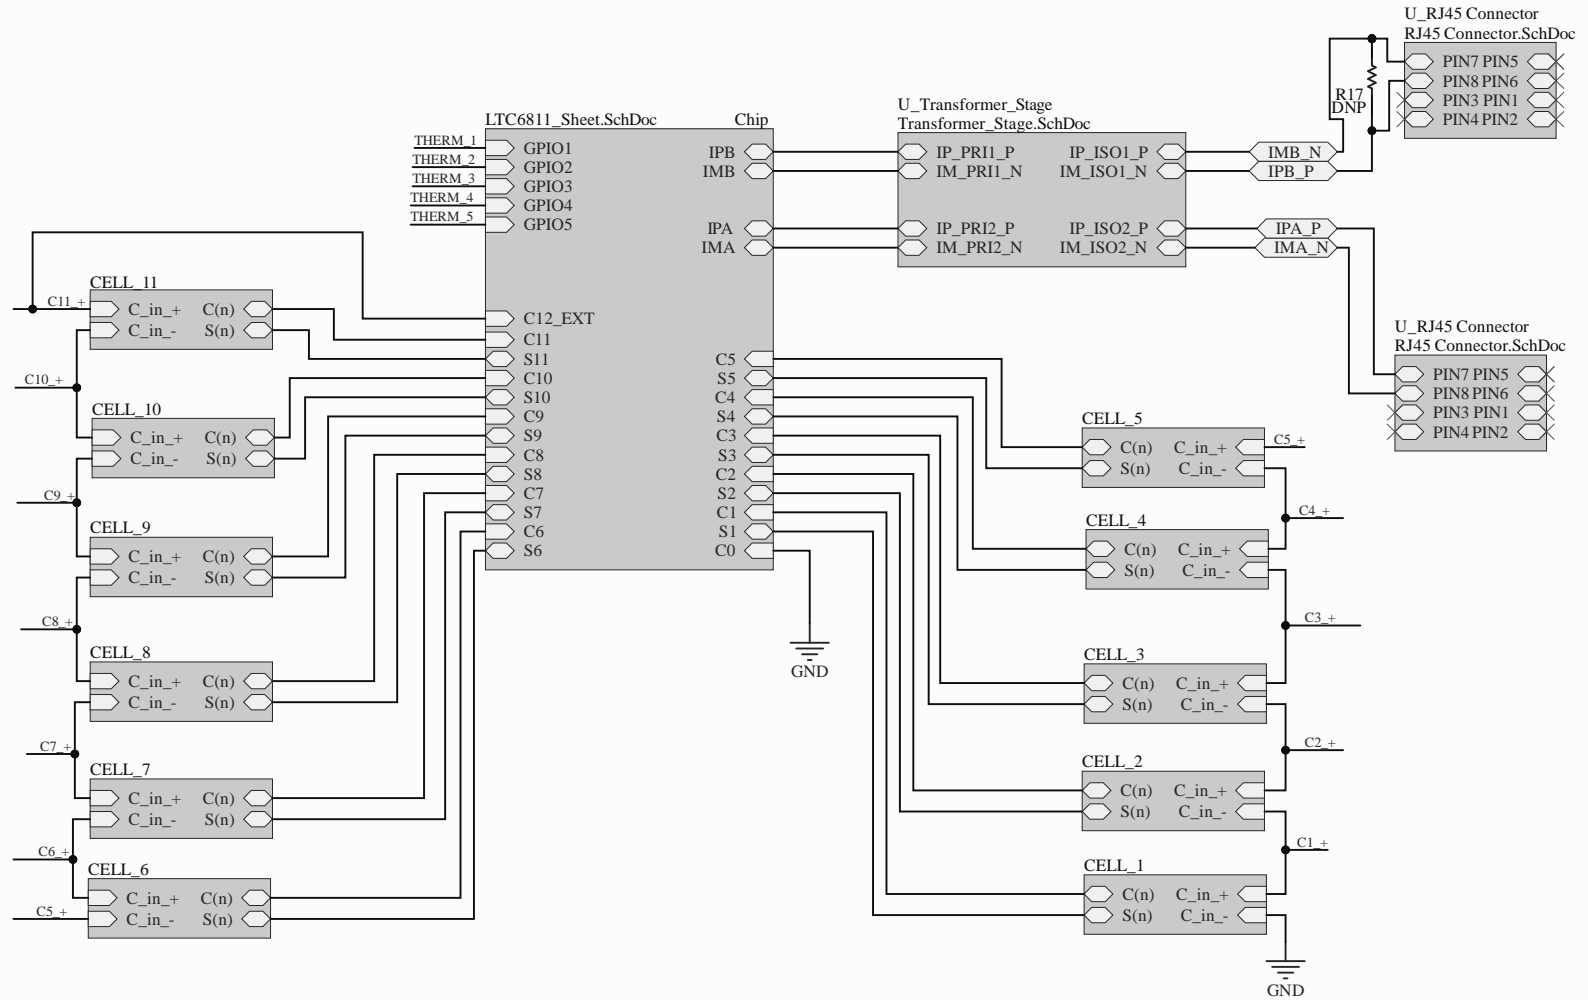 U_RJ45 Connector
RJ45 Connector.SchDoc
PIN7 PIN5
PIN8 PIN6
PIN3 PIN1
PIN4 PIN2
R17
DNP
LTC6811_Sheet.SchDoc Chip
THERM_1 GPIO1
THERM_2 GPIO2
THERM_3 GPIO3
THERM_4 GPIO4
THERM_5 GPIO5
IPB
IMB
IPA
IMA
U_Transformer_Stage
Transformer_Stage.SchDoc
IP_PRI1_P IP_ISO1_P
IM_PRI1_N IM_ISO1_N
IP_PRI2_P IP_ISO2_P
IM_PRI2_N IM_ISO2_N
IMB_N
IPB_P
IPA_P
IMA_N
U_RJ45 Connector
RJ45 Connector.SchDoc
PIN7 PIN5
PIN8 PIN6
PIN3 PIN1
PIN4 PIN2
C12_EXT
C11
S11 C5
C10 S5
S10 C4
C9 S4
S9 C3
C8 S3
S8 C2
C7 S2
S7 C1
C6 S1
S6 C0
GND
CELL_11
C11_+ C_in_+ C(n)
C_in_- S(n)
C10_+
CELL_10
C_in_+ C(n)
C_in_- S(n)
C9_+
CELL_9
C_in_+ C(n)
C_in_- S(n)
C8_+
CELL_8
C_in_+ C(n)
C_in_- S(n)
C7_+
CELL_7
C_in_+ C(n)
C_in_- S(n)
C6_+
CELL_6
C_in_+ C(n)
C5_+ C_in_- S(n)
CELL_5
C(n) C_in_+ C5_+
S(n) C_in_-
C4_+
CELL_4
C(n) C_in_+
S(n) C_in_-
C3_+
CELL_3
C(n) C_in_+
S(n) C_in_-
C2_+
CELL_2
C(n) C_in_+
S(n) C_in_-
C1_+
CELL_1
C(n) C_in_+
S(n) C_in_-
GND